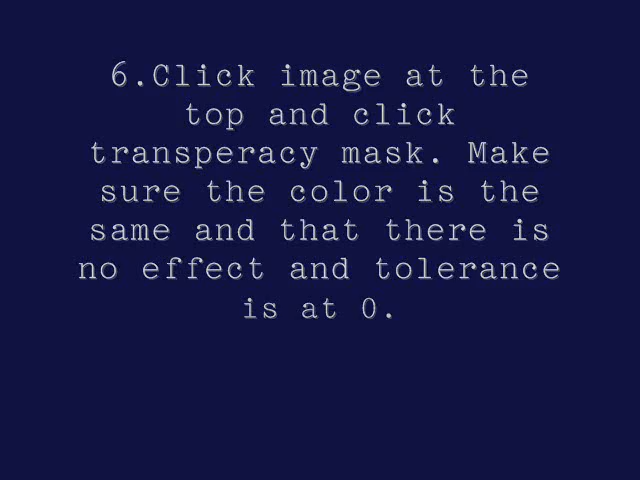 6.Click image at the
top and click
transperacy mask. Make
sure the color is the
same and that there is
no effect and tolerance
is at 0.